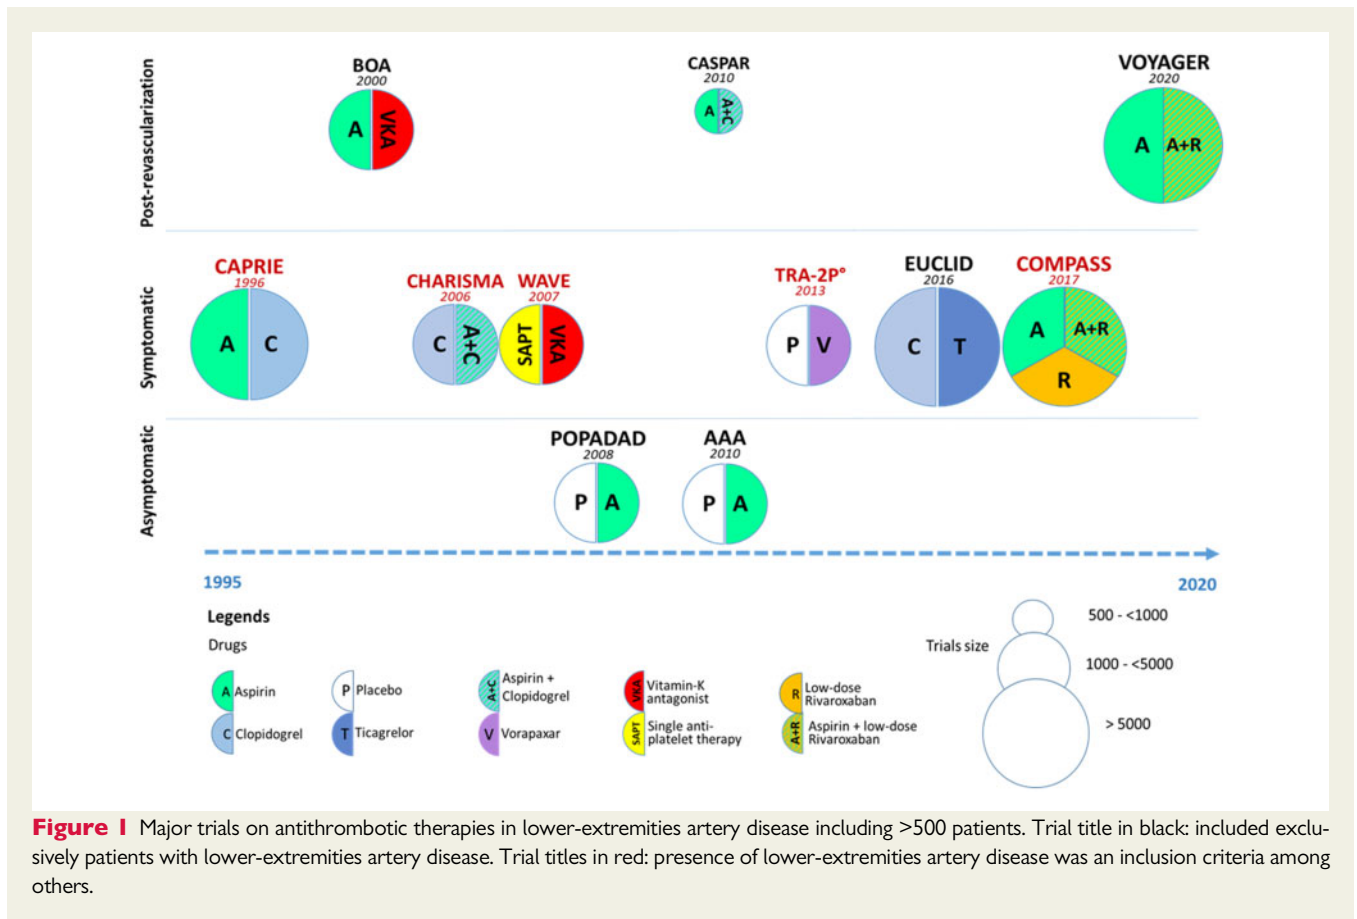 Post-revascularization
BOA
2000
A VKA
CASPAR
2010
A A+C
VOYAGER
2020
A A+R
Symptomatic
CAPRIE
1996
A C
CHARISMA
2006
C A+C
WAVE
2007
SAPT VKA
TRA-2P°
2013
P V
EUCLID
2016
C T
COMPASS
2017
A A+R
R
Asymptomatic
POPADAD
2008
P A
AAA
2010
P A
1995 2020
Legends
Drugs
A Aspirin
P Placebo
A+C Aspirin +
Clopidogrel
VKA Vitamin-K
antagonist
R Low-dose
Rivaroxaban
C Clopidogrel
T Ticagrelor
V Vorapaxar
SAPT Single anti-
platelet therapy
A+R Aspirin + low-dose
Rivaroxaban
Trials size
500 - <1000
1000 - <5000
> 5000
Figure 1 Major trials on antithrombotic therapies in lower-extremities artery disease including >500 patients. Trial title in black: included exclu-
sively patients with lower-extremities artery disease. Trial titles in red: presence of lower-extremities artery disease was an inclusion criteria among
others.